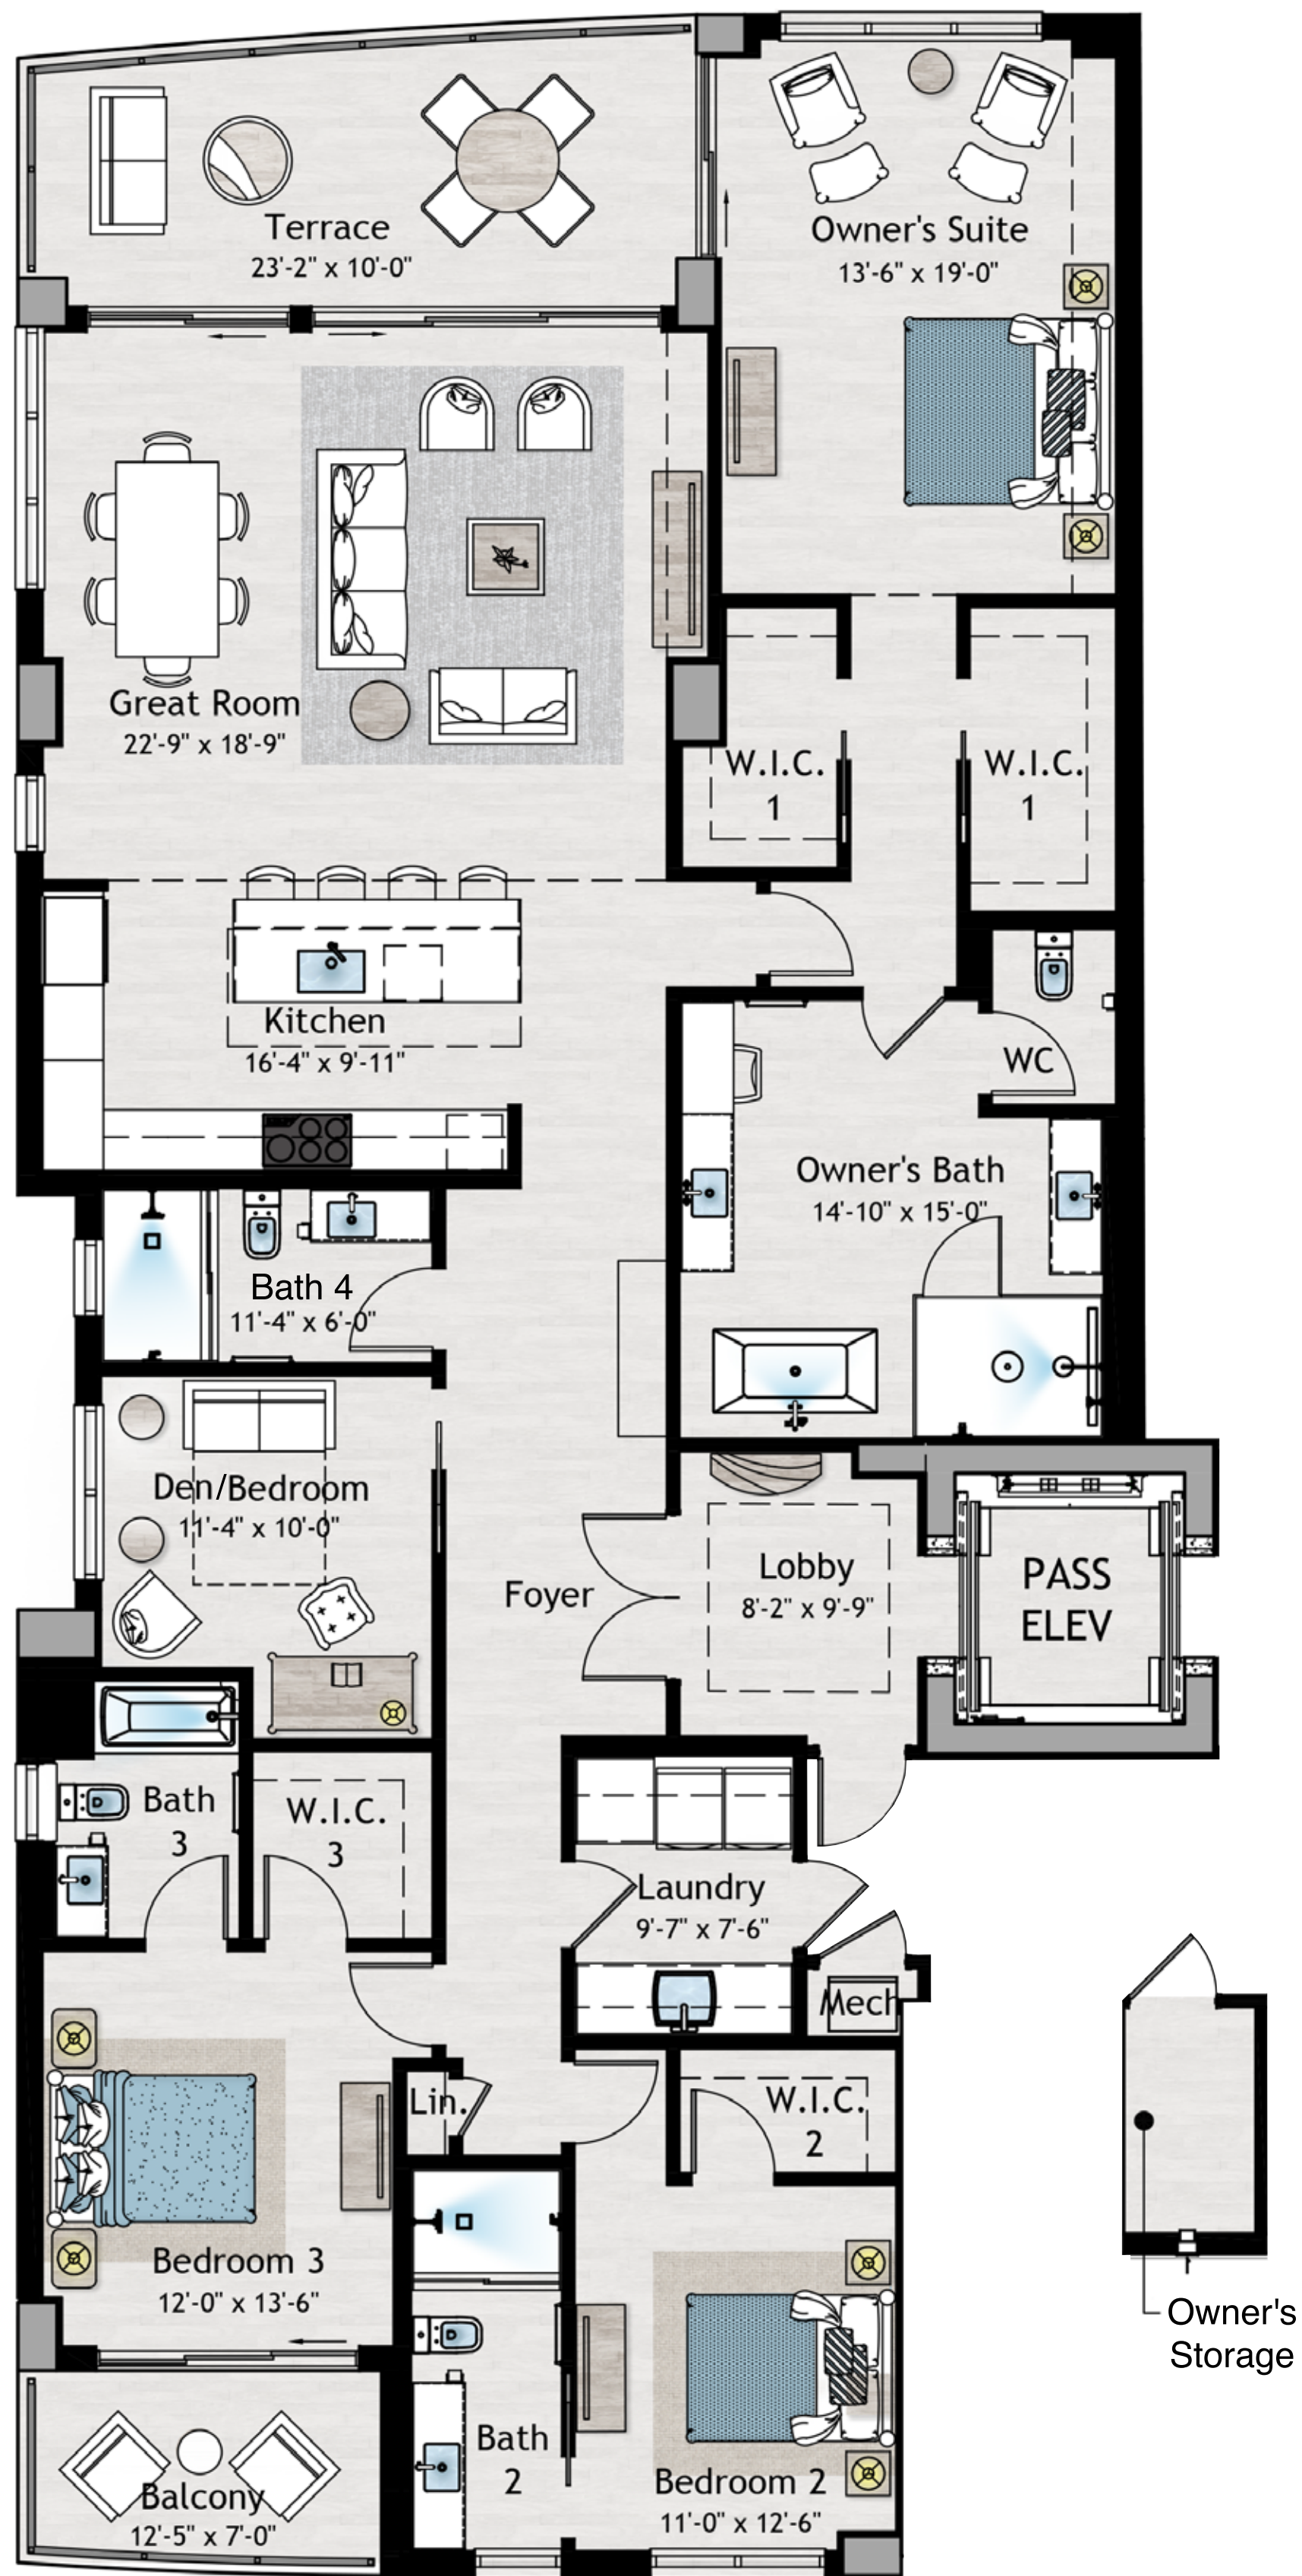 Terrace
23'-2" x 10'-0"
Owner's Suite
13'-6" x 19'-0"
Great Room
22'-9" x 18'-9"
W.I.C.
1
W.I.C.
1
Kitchen
16'-4" x 9'-11"
WC
Owner's Bath
14'-10" x 15'-0"
Bath 4
11'-4" x 6'-0"
Den/Bedroom
11'-4" x 10'-0"
Foyer
Lobby
8'-2" x 9'-9"
PASS
ELEV
Bath
3
W.I.C.
3
Laundry
9'-7" x 7'-6"
Mech
Lin.
W.I.C.
2
Bedroom 3
12'-0" x 13'-6"
Owner's
Storage
Bath
2
Bedroom 2
11'-0" x 12'-6"
Balcony
12'-5" x 7'-0"